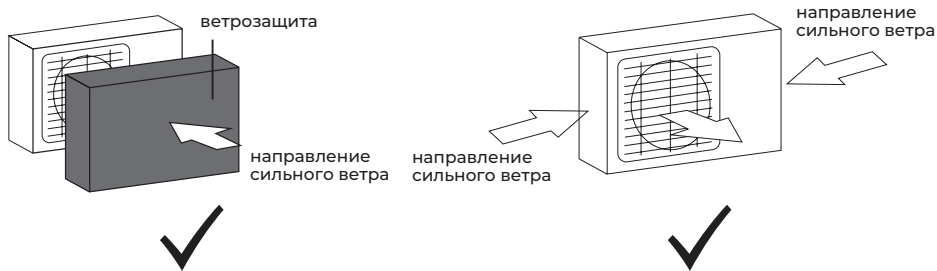 ветрозащита
направление
сильного ветра
направление
сильного ветра
направление
сильного ветра